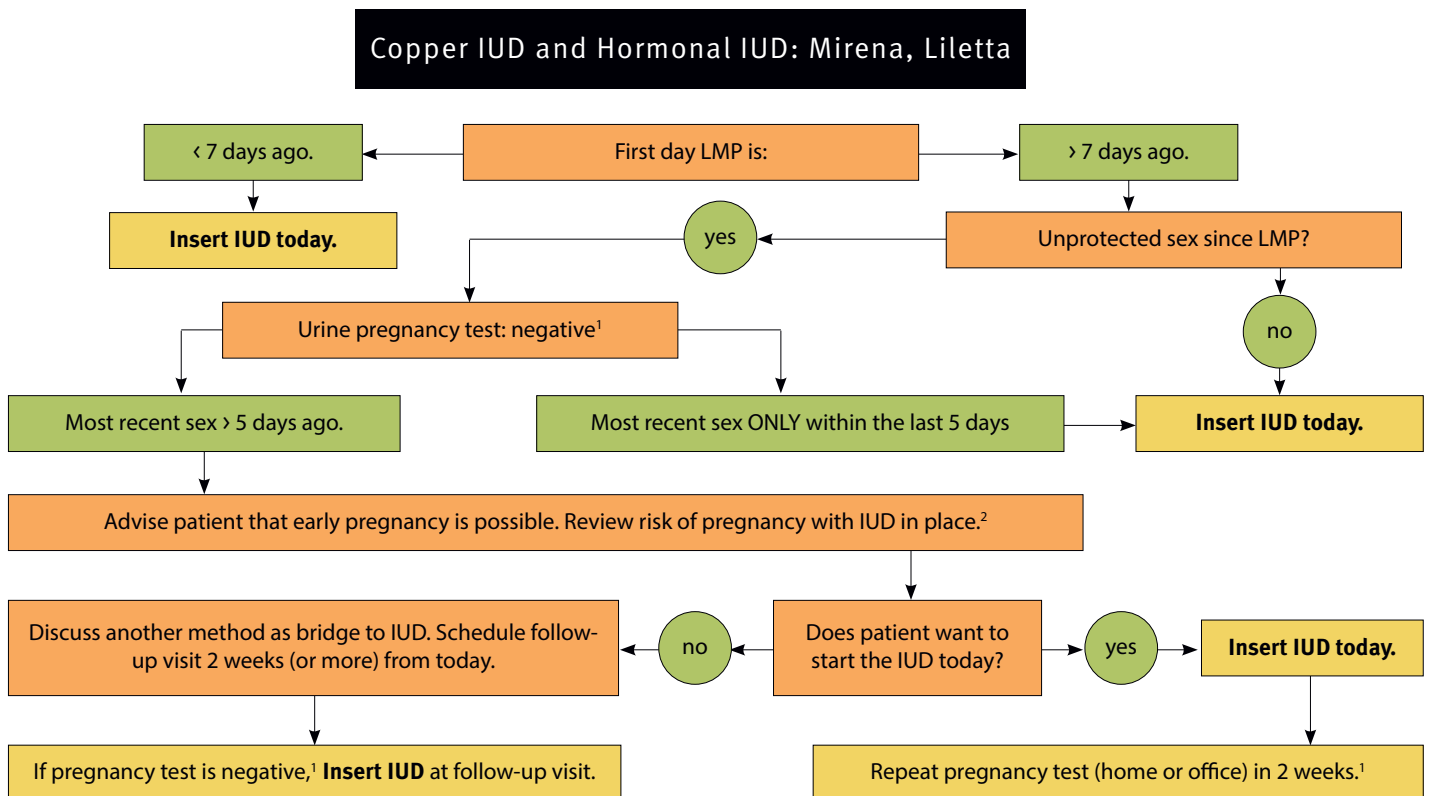 Copper IUD and Hormonal IUD: Mirena, Liletta
‹ 7 days ago.
First day LMP is:
› 7 days ago.
Insert IUD today.
yes
Unprotected sex since LMP?
Urine pregnancy test: negative¹
no
Most recent sex › 5 days ago.
Most recent sex ONLY within the last 5 days
Insert IUD today.
Advise patient that early pregnancy is possible. Review risk of pregnancy with IUD in place.²
Discuss another method as bridge to IUD. Schedule follow-
up visit 2 weeks (or more) from today.
no
Does patient want to
start the IUD today?
yes
Insert IUD today.
If pregnancy test is negative,¹ Insert IUD at follow-up visit.
Repeat pregnancy test (home or office) in 2 weeks.¹